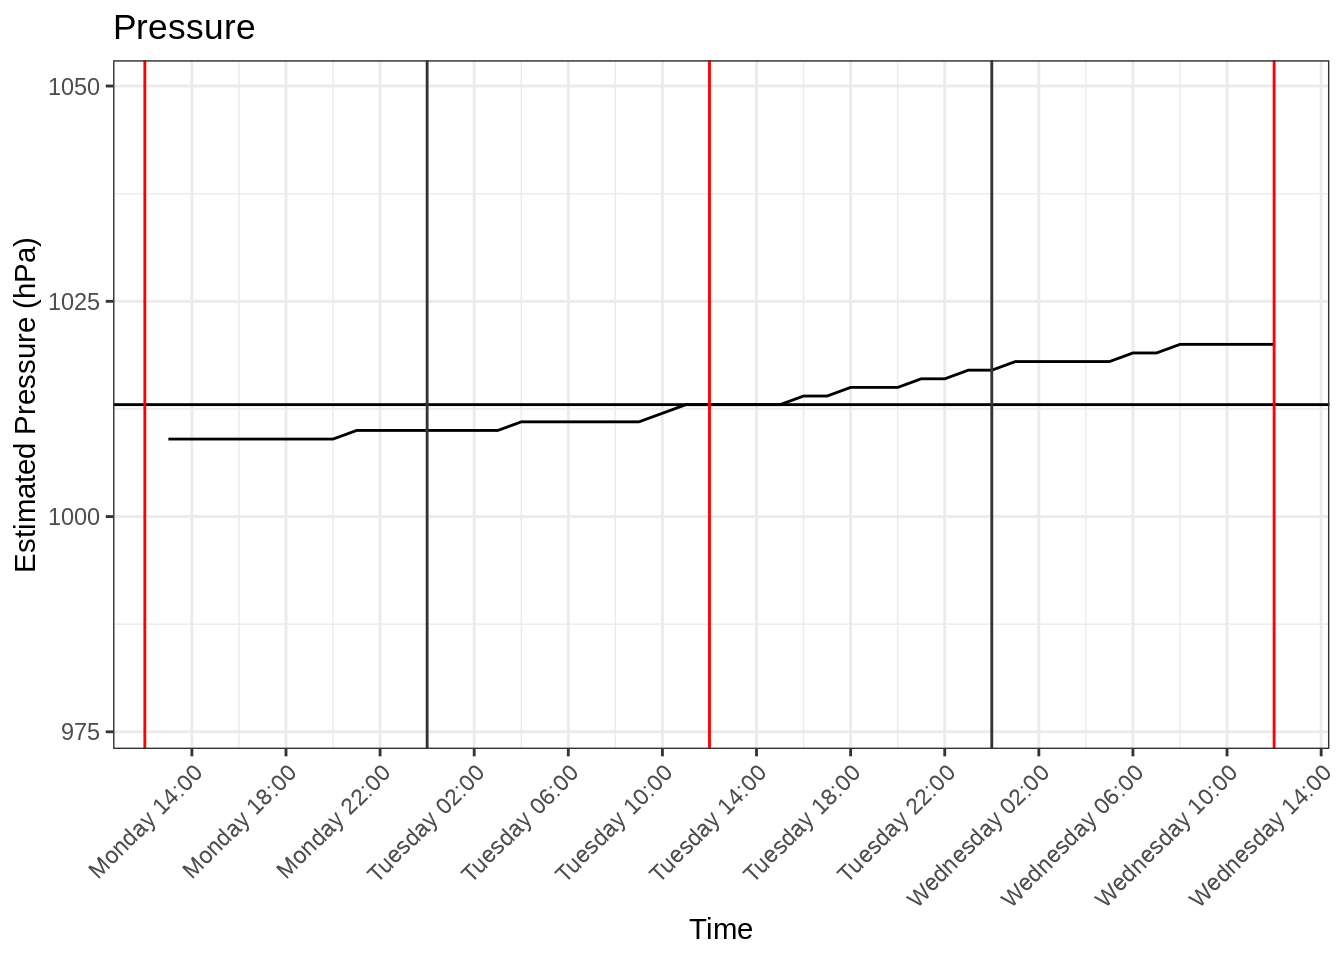 Pressure
1050
1025
1000
975
Estimated Pressure (hPa)
Monday 14:00
Monday 18:00
Monday 22:00
Tuesday 02:00
Tuesday 06:00
Tuesday 10:00
Tuesday 14:00
Tuesday 18:00
Tuesday 22:00
Wednesday 02:00
Wednesday 06:00
Wednesday 10:00
Wednesday 14:00
Time